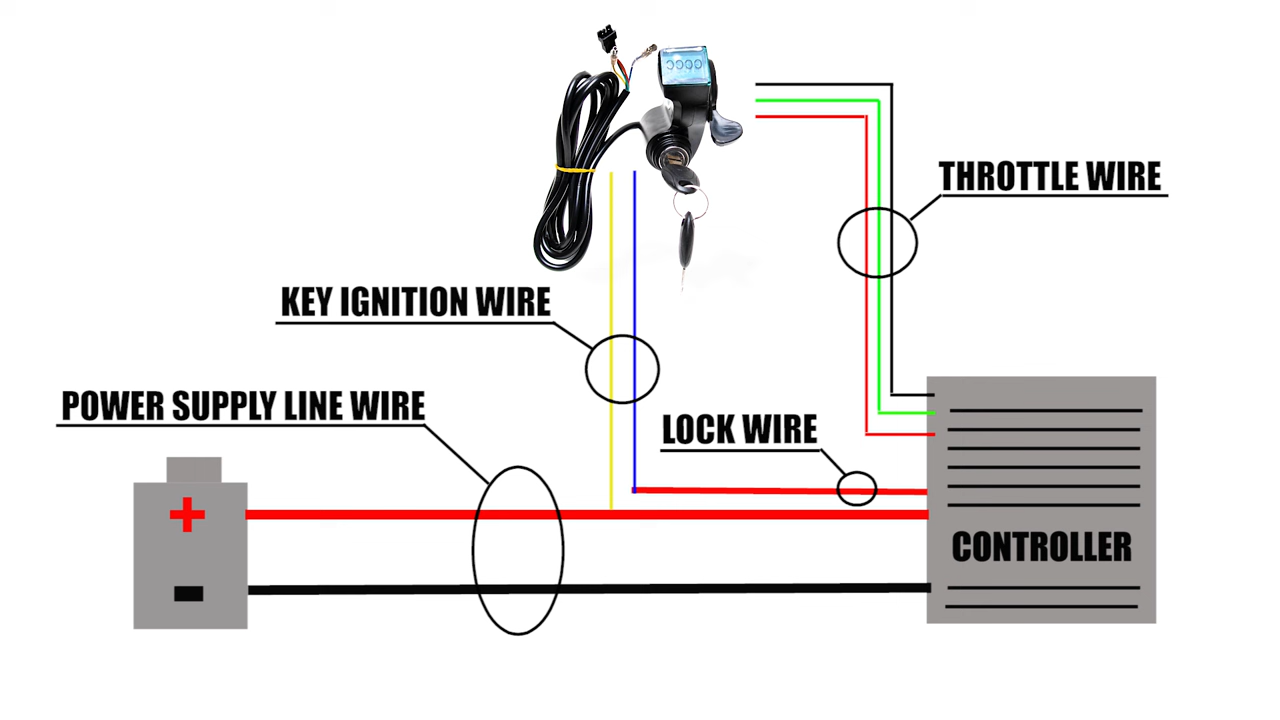 THROTTLE WIRE
KEY IGNITION WIRE
POWER SUPPLY LINE WIRE
LOCK WIRE
+
-
CONTROLLER